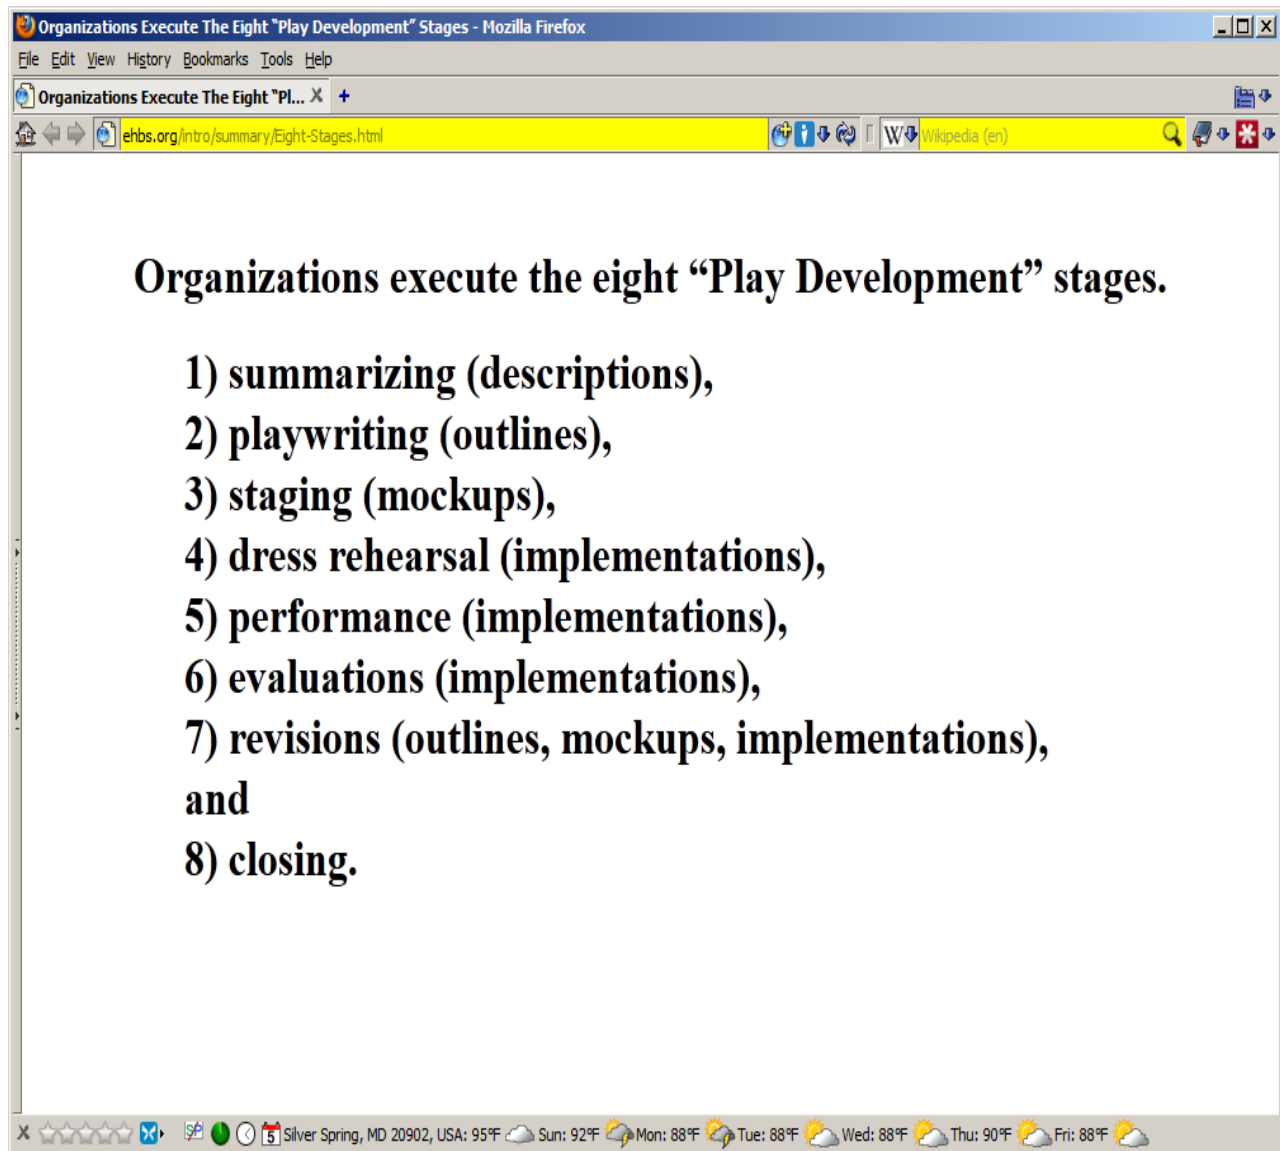 Organizations Execute The Eight “Play Development” Stages - Mozilla Firefox
File Edit View History Bookmarks Tools Help
Organizations Execute The Eight “Pl... X +
ehbs.org/intro/summary/Eight-Stages.html W Wikipedia (en)
Organizations execute the eight “Play Development” stages.
1) summarizing (descriptions),
2) playwriting (outlines),
3) staging (mockups),
4) dress rehearsal (implementations),
5) performance (implementations),
6) evaluations (implementations),
7) revisions (outlines, mockups, implementations),
and
8) closing.
X 5 Silver Spring, MD 20902, USA: 95°F Sun: 92°F Mon: 88°F Tue: 88°F Wed: 88°F Thu: 90°F Fri: 88°F